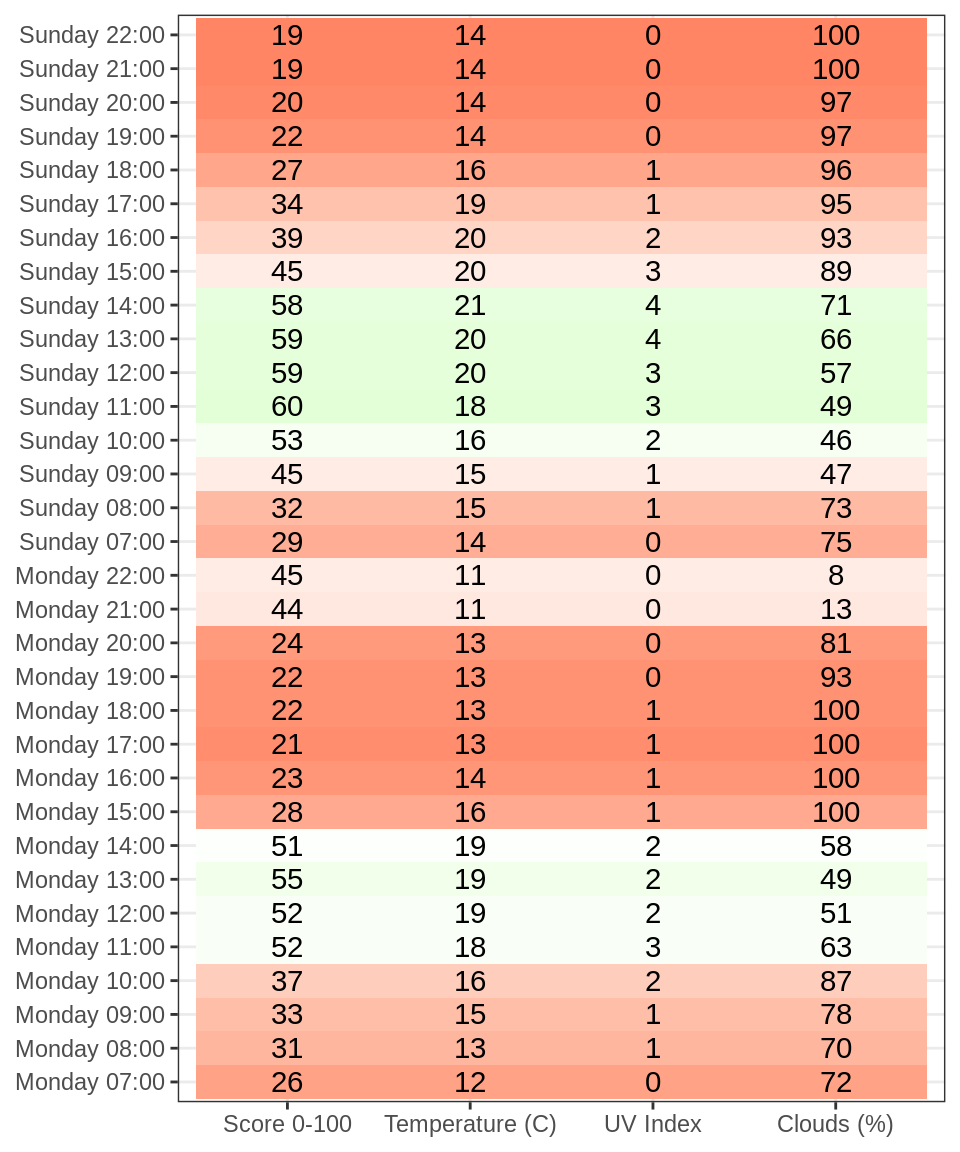 Sunday 22:00 19 14 0 100
Sunday 21:00 19 14 0 100
Sunday 20:00 20 14 0 97
Sunday 19:00 22 14 0 97
Sunday 18:00 27 16 1 96
Sunday 17:00 34 19 1 95
Sunday 16:00 39 20 2 93
Sunday 15:00 45 20 3 89
Sunday 14:00 58 21 4 71
Sunday 13:00 59 20 4 66
Sunday 12:00 59 20 3 57
Sunday 11:00 60 18 3 49
Sunday 10:00 53 16 2 46
Sunday 09:00 45 15 1 47
Sunday 08:00 32 15 1 73
Sunday 07:00 29 14 0 75
Monday 22:00 45 11 0 8
Monday 21:00 44 11 0 13
Monday 20:00 24 13 0 81
Monday 19:00 22 13 0 93
Monday 18:00 22 13 1 100
Monday 17:00 21 13 1 100
Monday 16:00 23 14 1 100
Monday 15:00 28 16 1 100
Monday 14:00 51 19 2 58
Monday 13:00 55 19 2 49
Monday 12:00 52 19 2 51
Monday 11:00 52 18 3 63
Monday 10:00 37 16 2 87
Monday 09:00 33 15 1 78
Monday 08:00 31 13 1 70
Monday 07:00 26 12 0 72
Score 0-100 Temperature (C) UV Index Clouds (%)